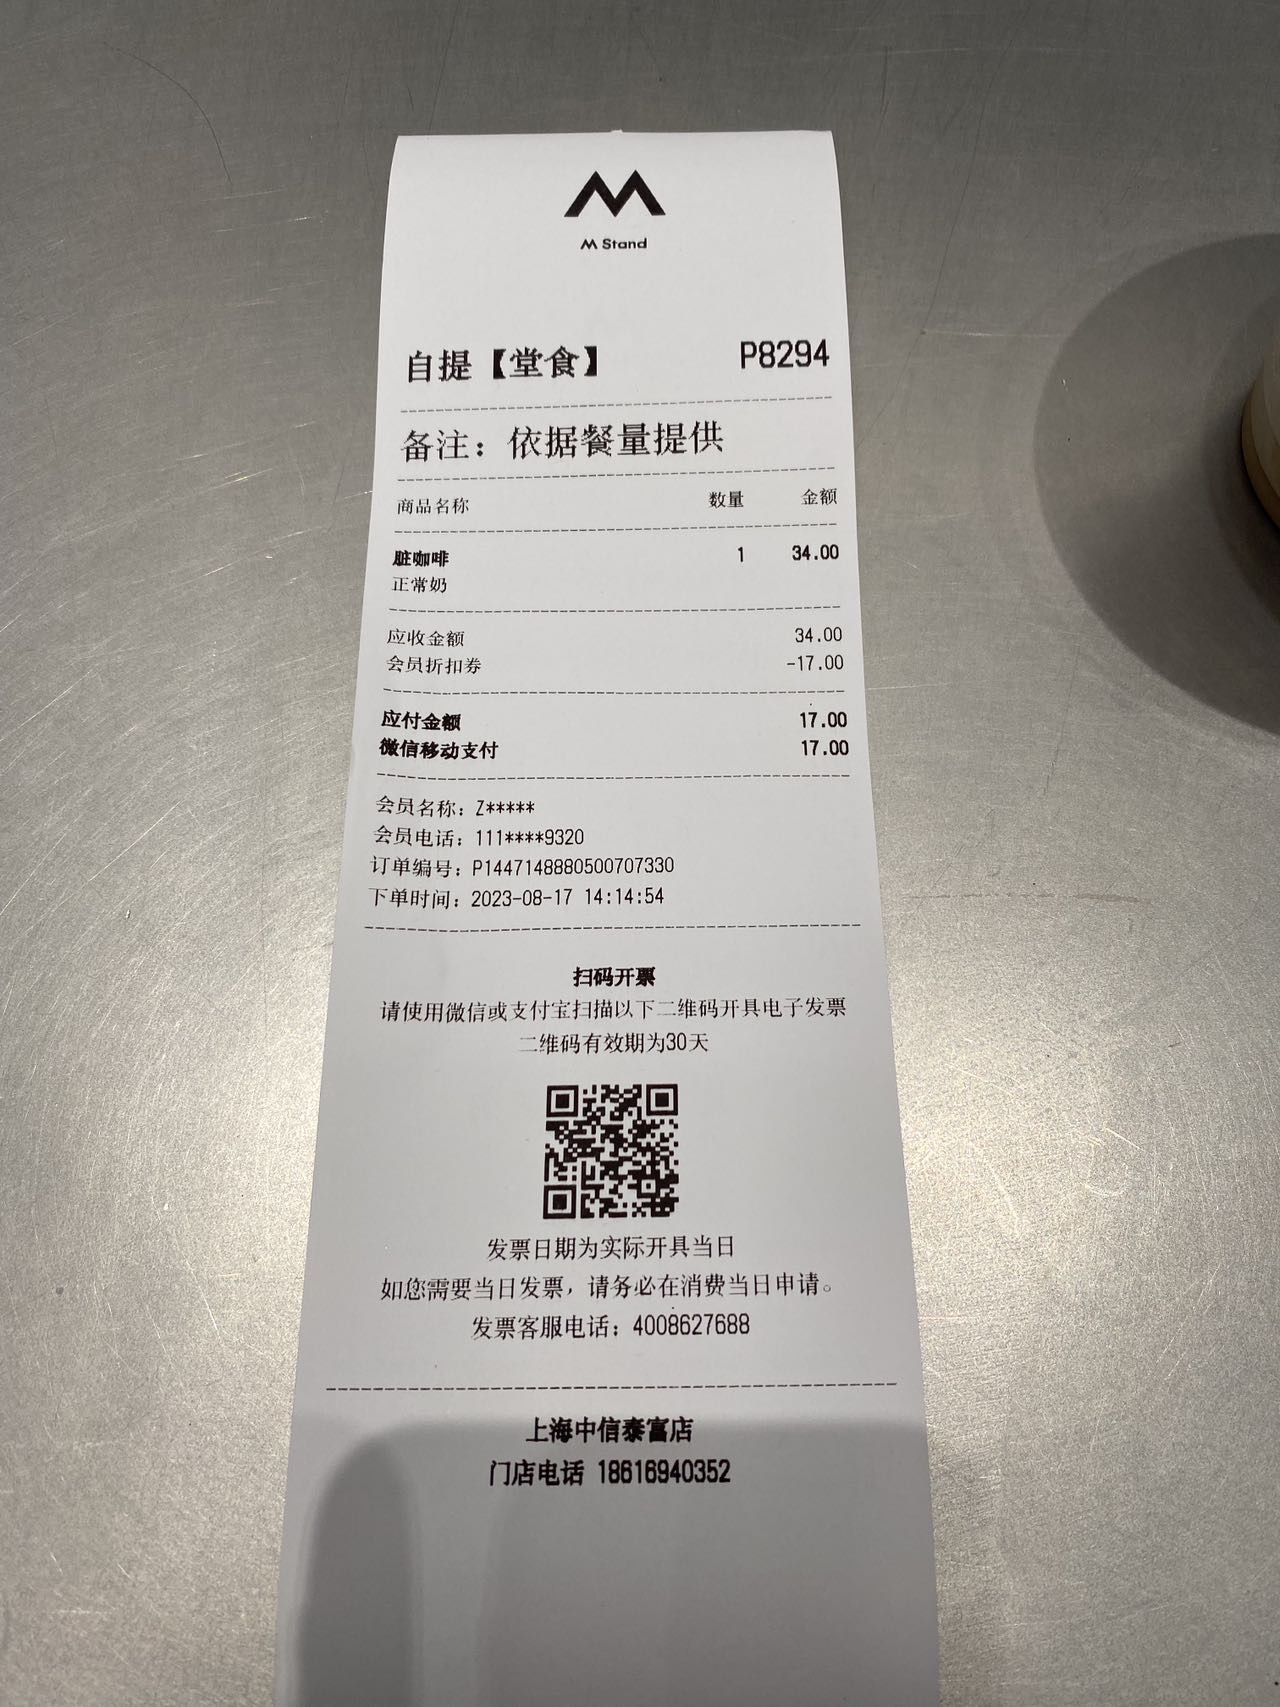 M Stand
自提【堂食】 P8294
备注：依据餐量提供
商品名称 数量 金额
脏咖啡 1 34.00
正常奶
应收金额 34.00
会员折扣券 -17.00
应付金额 17.00
微信移动支付 17.00
会员名称：Z*****
会员电话：111****9320
订单编号：P1447148880500707330
下单时间：2023-08-17 14:14:54
扫码开票
请使用微信或支付宝扫描以下二维码开具电子发票
二维码有效期为30天
发票日期为实际开具当日
如您需要当日发票，请务必在消费当日申请。
发票客服电话：4008627688
上海中信泰富店
门店电话 18616940352